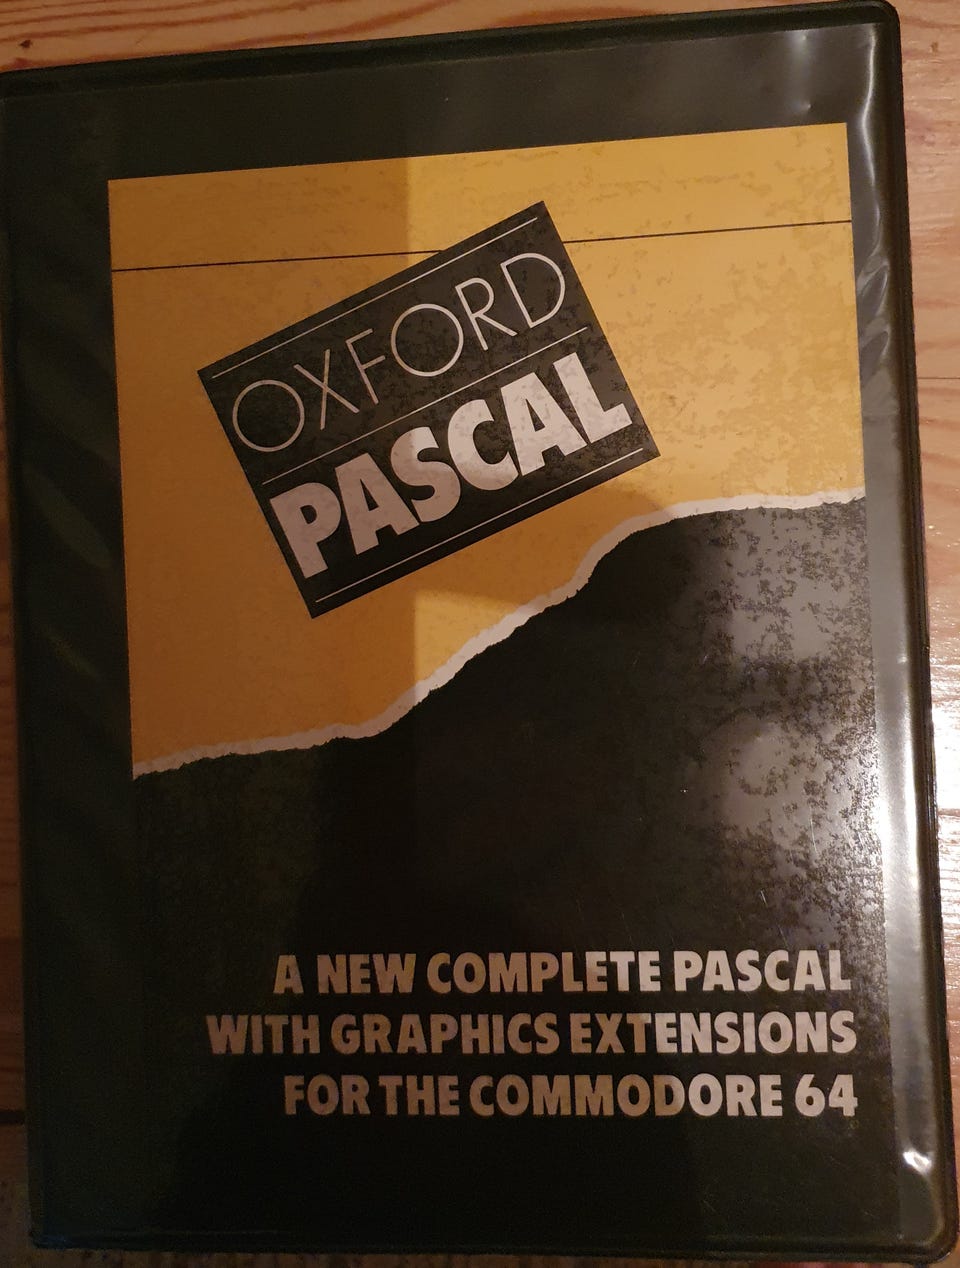 OXFORD
PASCAL
A NEW COMPLETE PASCAL
WITH GRAPHICS EXTENSIONS
FOR THE COMMODORE 64